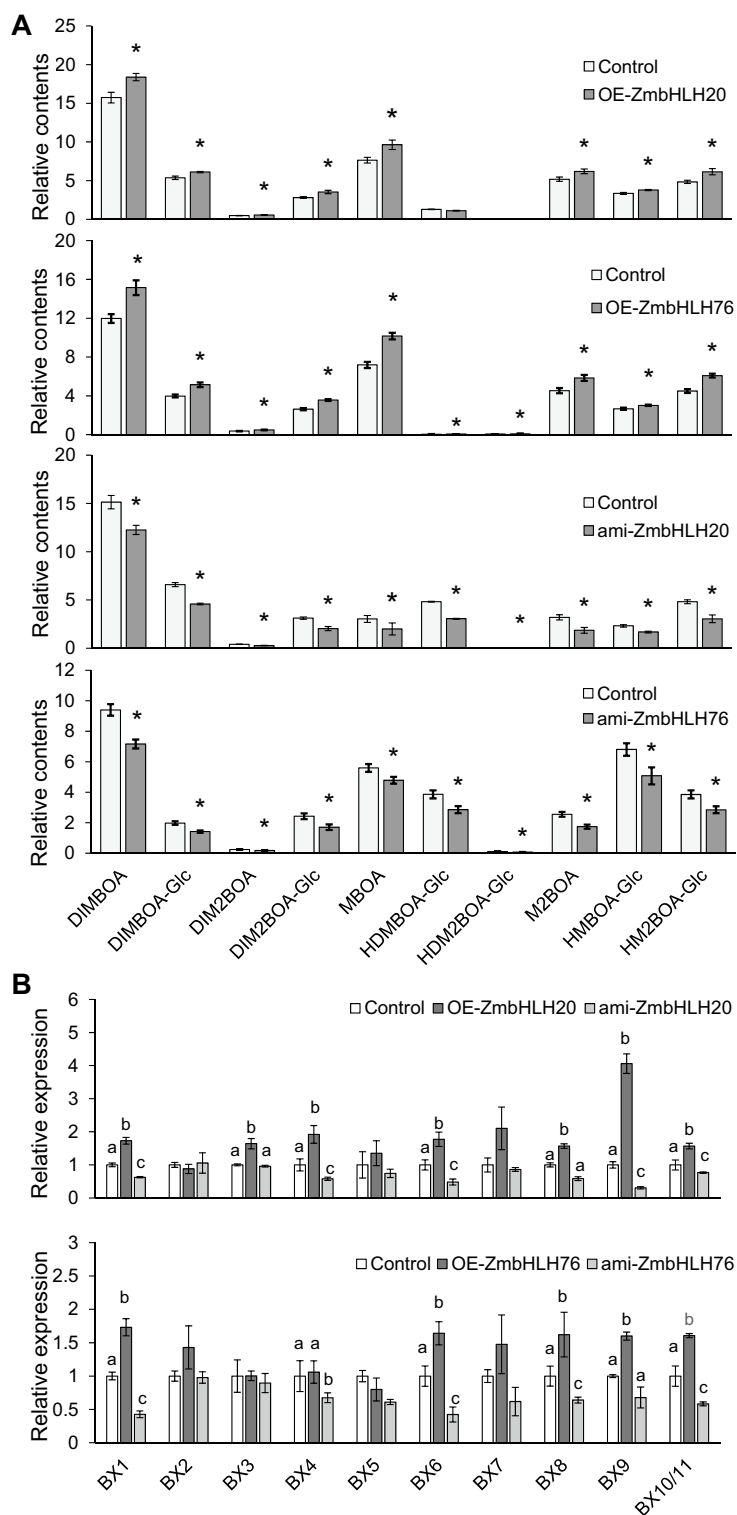 A
Relative contents
25
20
15
10
5
0
*
*
*
*
*
*
*
*
Control
OE-ZmbHLH20
Relative contents
20
16
12
8
4
0
*
*
*
*
*
*
*
*
*
*
Control
OE-ZmbHLH76
Relative contents
20
15
10
5
0
*
*
*
*
*
*
*
*
*
*
Control
ami-ZmbHLH20
Relative contents
12
10
8
6
4
2
0
*
*
*
*
*
*
*
*
*
*
Control
ami-ZmbHLH76
DIMBOA
DIMBOA-Glc
DIM2BOA
DIM2BOA-Glc
MBOA
HDMBOA-Glc
HDM2BOA-Glc
M2BOA
HMBOA-Glc
HM2BOA-Glc
B
Relative expression
6
5
4
3
2
1
0
Control OE-ZmbHLH20 ami-ZmbHLH20
a b c
a b a
a b c
a b c
a b a
a b c
a b c
Relative expression
3
2.5
2
1.5
1
0.5
0
Control OE-ZmbHLH76 ami-ZmbHLH76
a b c
a a b
a b c
a b c
a b a
a b c
BX1
BX2
BX3
BX4
BX5
BX6
BX7
BX8
BX9
BX10/11